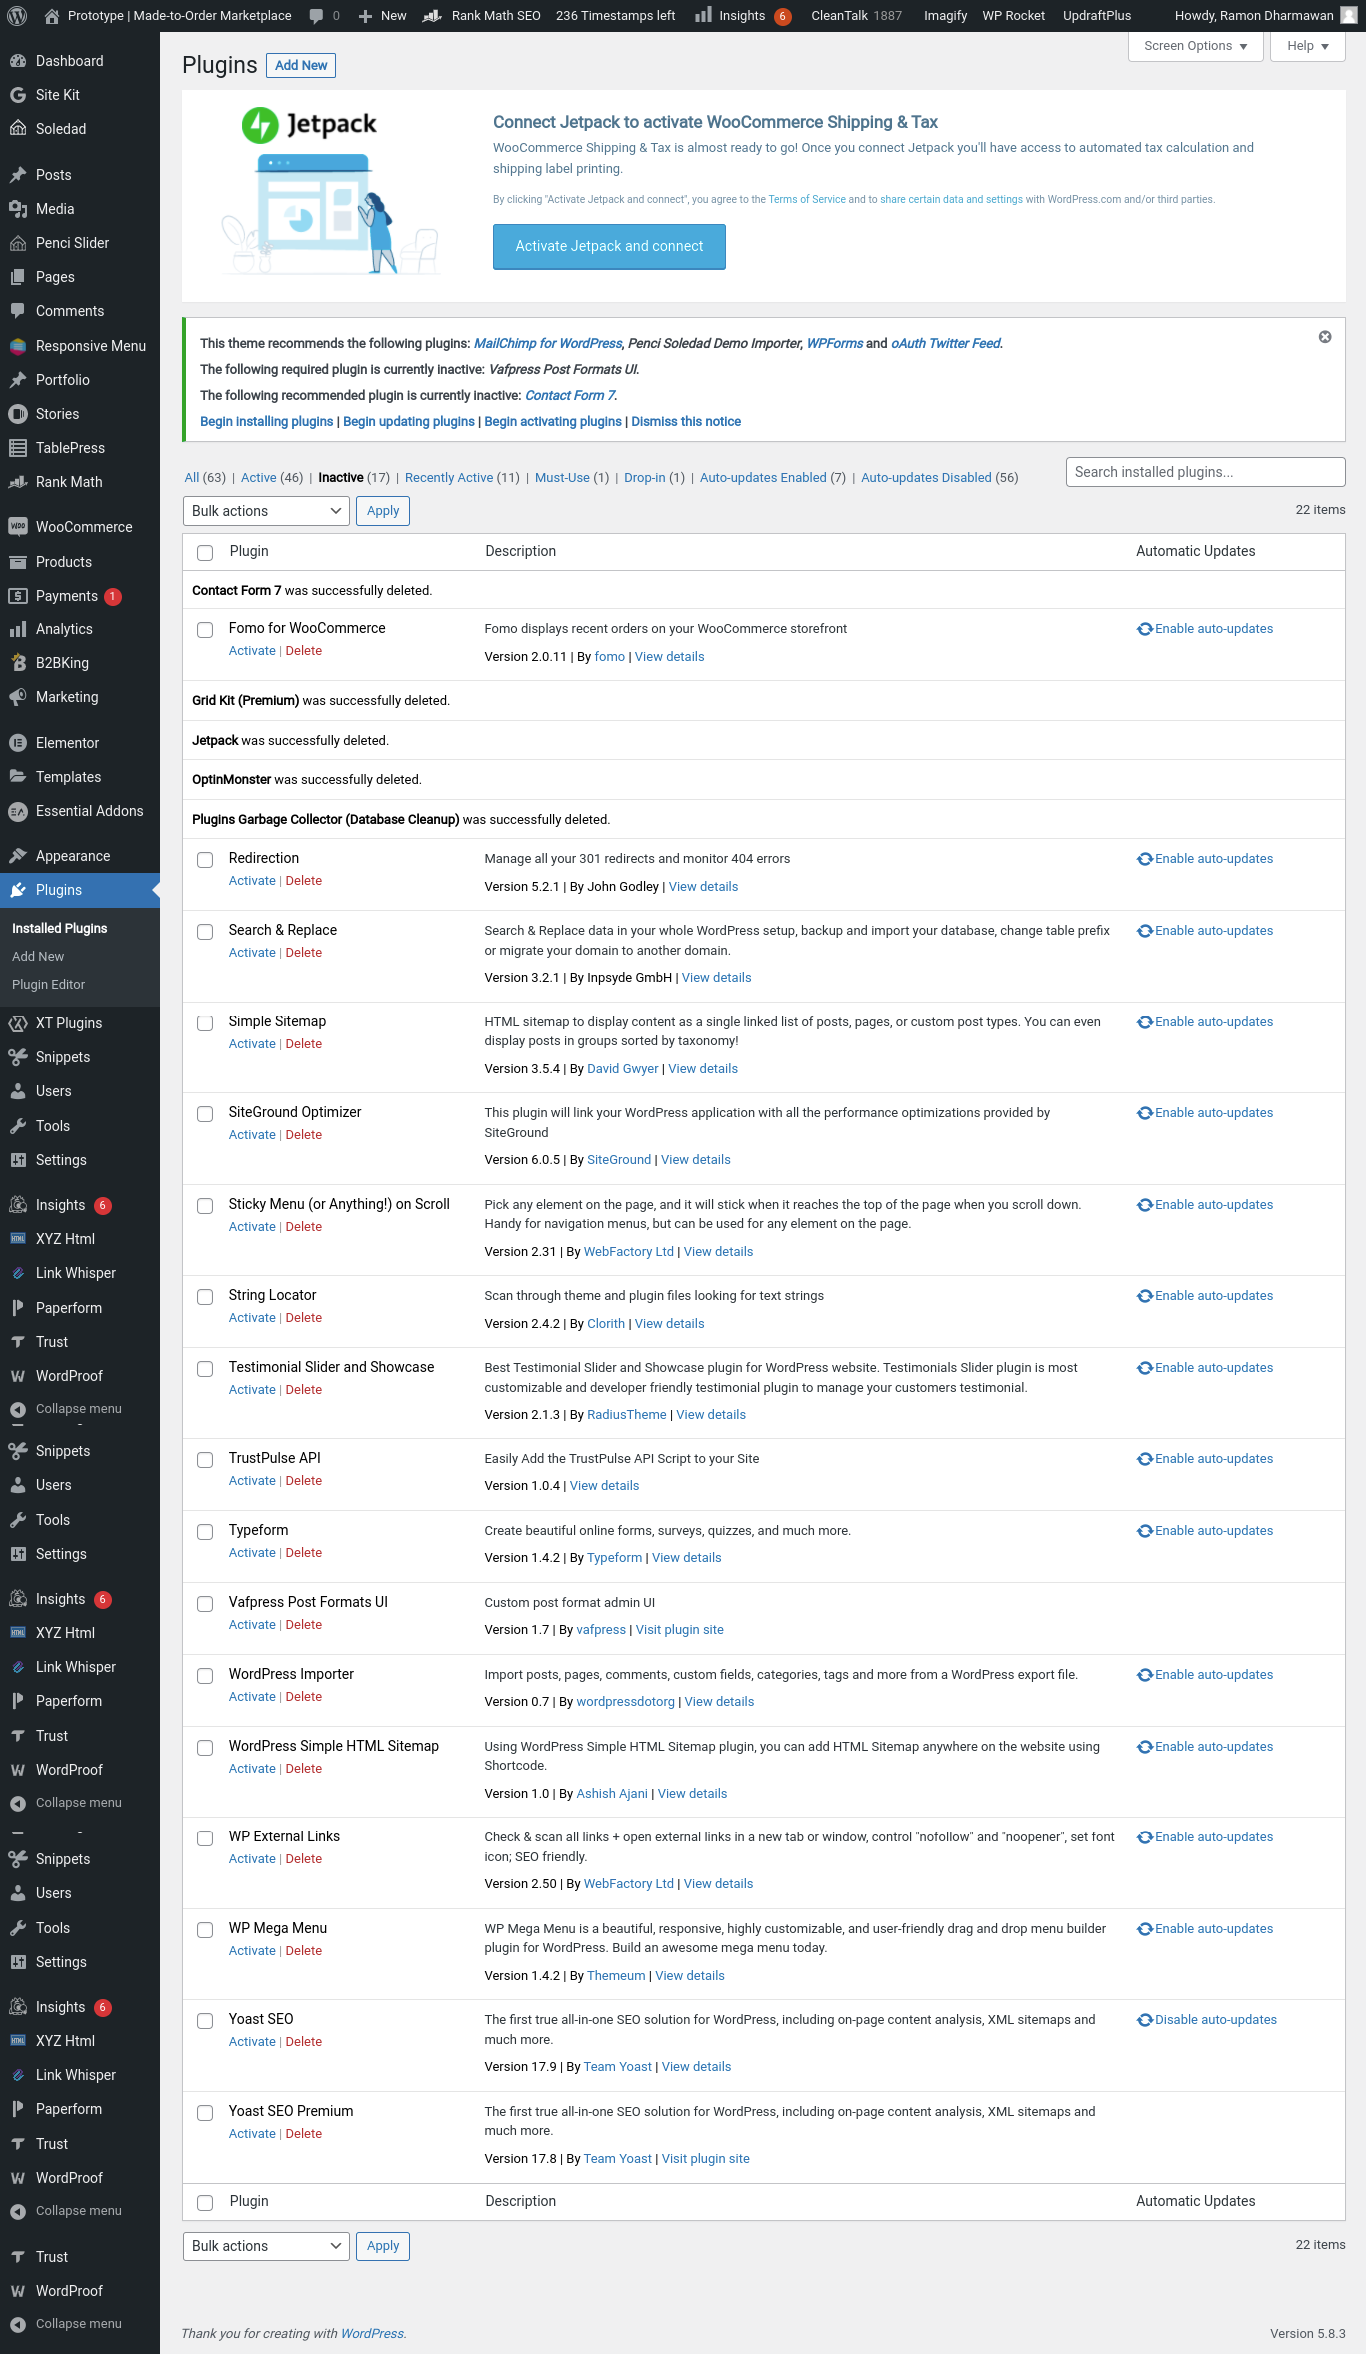 Prototype | Made-to-Order Marketplace 0 New Rank Math SEO 236 Timestamps left Insights 6 CleanTalk 1887 Imagify WP Rocket UpdraftPlus Howdy, Ramon Dharmawan
Screen Options Help
Plugins Add New
Dashboard
Site Kit
Soledad
Posts
Media
Penci Slider
Pages
Comments
Responsive Menu
Portfolio
Stories
TablePress
Rank Math
WooCommerce
Products
Payments 1
Analytics
B2BKing
Marketing
Elementor
Templates
Essential Addons
Appearance
Plugins
Installed Plugins
Add New
Plugin Editor
XT Plugins
Snippets
Users
Tools
Settings
Insights 6
XYZ Html
Link Whisper
Paperform
Trust
WordProof
Collapse menu
Snippets
Users
Tools
Settings
Insights 6
XYZ Html
Link Whisper
Paperform
Trust
WordProof
Collapse menu
Snippets
Users
Tools
Settings
Insights 6
XYZ Html
Link Whisper
Paperform
Trust
WordProof
Collapse menu
Trust
WordProof
Collapse menu
Jetpack
Connect Jetpack to activate WooCommerce Shipping & Tax
WooCommerce Shipping & Tax is almost ready to go! Once you connect Jetpack you'll have access to automated tax calculation and
shipping label printing.
By clicking "Activate Jetpack and connect", you agree to the Terms of Service and to share certain data and settings with WordPress.com and/or third parties.
Activate Jetpack and connect
This theme recommends the following plugins: MailChimp for WordPress, Penci Soledad Demo Importer, WPForms and oAuth Twitter Feed.
The following required plugin is currently inactive: Vafpress Post Formats UI.
The following recommended plugin is currently inactive: Contact Form 7.
Begin installing plugins | Begin updating plugins | Begin activating plugins | Dismiss this notice
All (63) | Active (46) | Inactive (17) | Recently Active (11) | Must-Use (1) | Drop-in (1) | Auto-updates Enabled (7) | Auto-updates Disabled (56)
Search installed plugins...
Bulk actions Apply 22 items
Plugin Description Automatic Updates
Contact Form 7 was successfully deleted.
Fomo for WooCommerce Fomo displays recent orders on your WooCommerce storefront Enable auto-updates
Activate | Delete
Version 2.0.11 | By fomo | View details
Grid Kit (Premium) was successfully deleted.
Jetpack was successfully deleted.
OptinMonster was successfully deleted.
Plugins Garbage Collector (Database Cleanup) was successfully deleted.
Redirection Manage all your 301 redirects and monitor 404 errors Enable auto-updates
Activate | Delete
Version 5.2.1 | By John Godley | View details
Search & Replace Search & Replace data in your whole WordPress setup, backup and import your database, change table prefix Enable auto-updates
Activate | Delete or migrate your domain to another domain.
Version 3.2.1 | By Inpsyde GmbH | View details
Simple Sitemap HTML sitemap to display content as a single linked list of posts, pages, or custom post types. You can even Enable auto-updates
Activate | Delete display posts in groups sorted by taxonomy!
Version 3.5.4 | By David Gwyer | View details
SiteGround Optimizer This plugin will link your WordPress application with all the performance optimizations provided by Enable auto-updates
Activate | Delete SiteGround
Version 6.0.5 | By SiteGround | View details
Sticky Menu (or Anything!) on Scroll Pick any element on the page, and it will stick when it reaches the top of the page when you scroll down. Enable auto-updates
Activate | Delete Handy for navigation menus, but can be used for any element on the page.
Version 2.31 | By WebFactory Ltd | View details
String Locator Scan through theme and plugin files looking for text strings Enable auto-updates
Activate | Delete
Version 2.4.2 | By Clorith | View details
Testimonial Slider and Showcase Best Testimonial Slider and Showcase plugin for WordPress website. Testimonials Slider plugin is most Enable auto-updates
Activate | Delete customizable and developer friendly testimonial plugin to manage your customers testimonial.
Version 2.1.3 | By RadiusTheme | View details
TrustPulse API Easily Add the TrustPulse API Script to your Site Enable auto-updates
Activate | Delete
Version 1.0.4 | View details
Typeform Create beautiful online forms, surveys, quizzes, and much more. Enable auto-updates
Activate | Delete
Version 1.4.2 | By Typeform | View details
Vafpress Post Formats UI Custom post format admin UI
Activate | Delete
Version 1.7 | By vafpress | Visit plugin site
WordPress Importer Import posts, pages, comments, custom fields, categories, tags and more from a WordPress export file. Enable auto-updates
Activate | Delete
Version 0.7 | By wordpressdotorg | View details
WordPress Simple HTML Sitemap Using WordPress Simple HTML Sitemap plugin, you can add HTML Sitemap anywhere on the website using Enable auto-updates
Activate | Delete Shortcode.
Version 1.0 | By Ashish Ajani | View details
WP External Links Check & scan all links + open external links in a new tab or window, control "nofollow" and "noopener", set font Enable auto-updates
Activate | Delete icon; SEO friendly.
Version 2.50 | By WebFactory Ltd | View details
WP Mega Menu WP Mega Menu is a beautiful, responsive, highly customizable, and user-friendly drag and drop menu builder Enable auto-updates
Activate | Delete plugin for WordPress. Build an awesome mega menu today.
Version 1.4.2 | By Themeum | View details
Yoast SEO The first true all-in-one SEO solution for WordPress, including on-page content analysis, XML sitemaps and Disable auto-updates
Activate | Delete much more.
Version 17.9 | By Team Yoast | View details
Yoast SEO Premium The first true all-in-one SEO solution for WordPress, including on-page content analysis, XML sitemaps and
Activate | Delete much more.
Version 17.8 | By Team Yoast | Visit plugin site
Plugin Description Automatic Updates
Bulk actions Apply 22 items
Thank you for creating with WordPress. Version 5.8.3